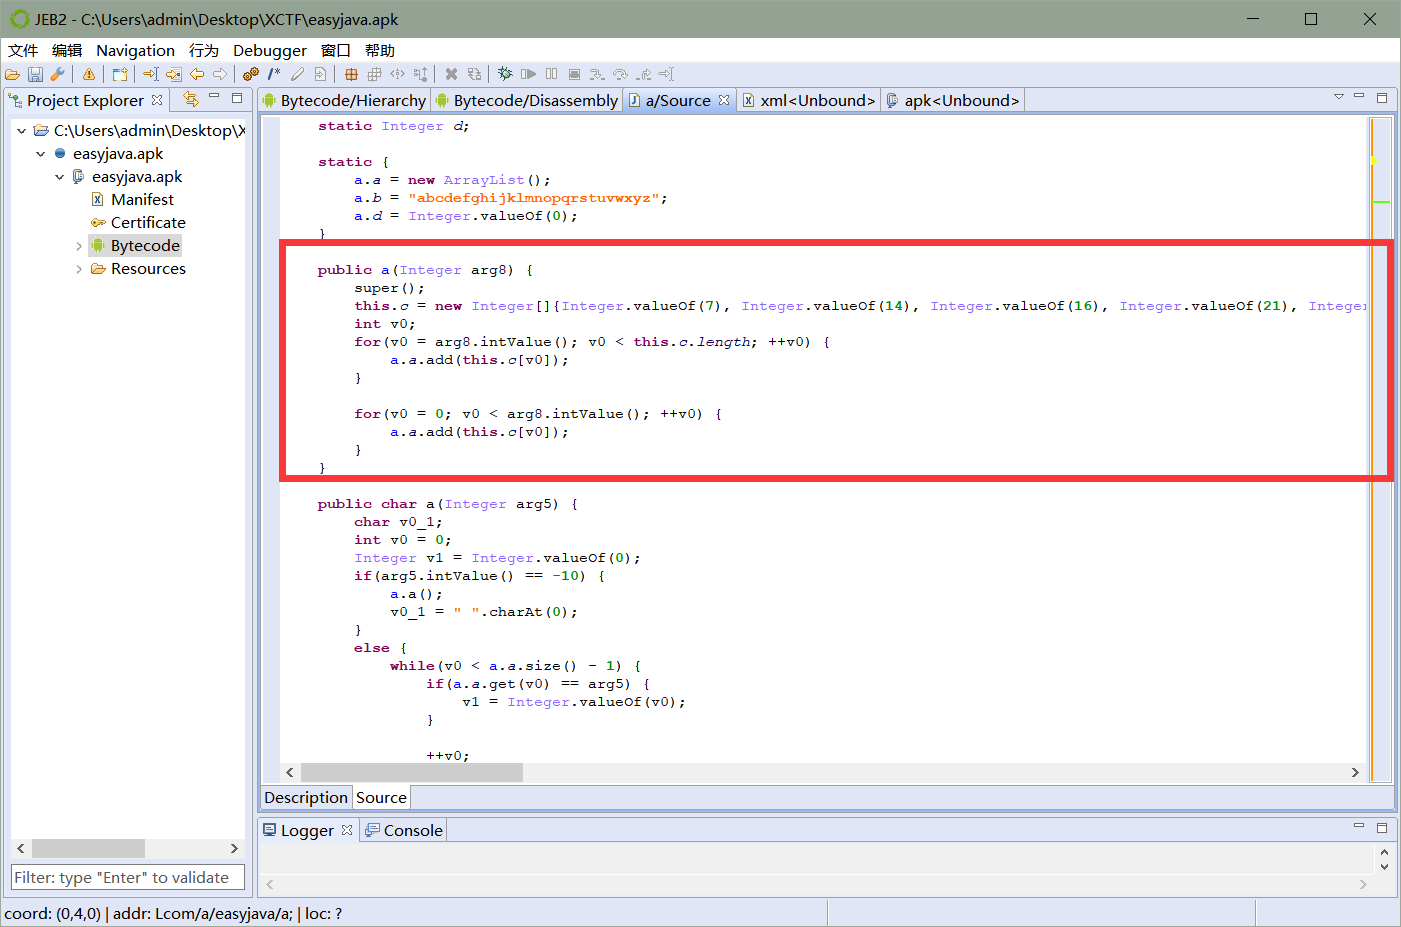 JEB2 - C:\Users\admin\Desktop\XCTF\easyjava.apk
文件 编辑 Navigation 行为 Debugger 窗口 帮助
Project Explorer
Bytecode/Hierarchy Bytecode/Disassembly a/Source xml<Unbound> apk<Unbound>
C:\Users\admin\Desktop\X
easyjava.apk
easyjava.apk
Manifest
Certificate
Bytecode
Resources
static Integer d;
static {
a.a = new ArrayList();
a.b = "abcdefghijklmnopqrstuvwxyz";
a.d = Integer.valueOf(0);
}
public a(Integer arg8) {
super();
this.c = new Integer[]{Integer.valueOf(7), Integer.valueOf(14), Integer.valueOf(16), Integer.valueOf(21), Integer
int v0;
for(v0 = arg8.intValue(); v0 < this.c.length; ++v0) {
a.a.add(this.c[v0]);
}
for(v0 = 0; v0 < arg8.intValue(); ++v0) {
a.a.add(this.c[v0]);
}
}
public char a(Integer arg5) {
char v0_1;
int v0 = 0;
Integer v1 = Integer.valueOf(0);
if(arg5.intValue() == -10) {
a.a();
v0_1 = " ".charAt(0);
}
else {
while(v0 < a.a.size() - 1) {
if(a.a.get(v0) == arg5) {
v1 = Integer.valueOf(v0);
}
++v0;
Description Source
Logger Console
Filter: type "Enter" to validate
coord: (0,4,0) | addr: Lcom/a/easyjava/a; | loc: ?